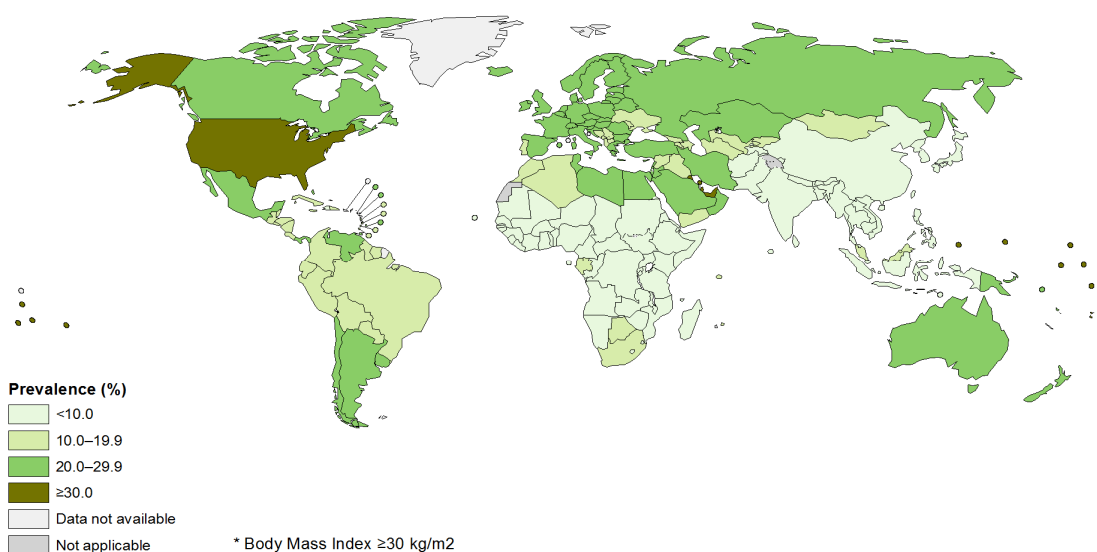 Prevalence (%)
<10.0
10.0–19.9
20.0–29.9
≥30.0
Data not available
Not applicable
* Body Mass Index ≥30 kg/m2